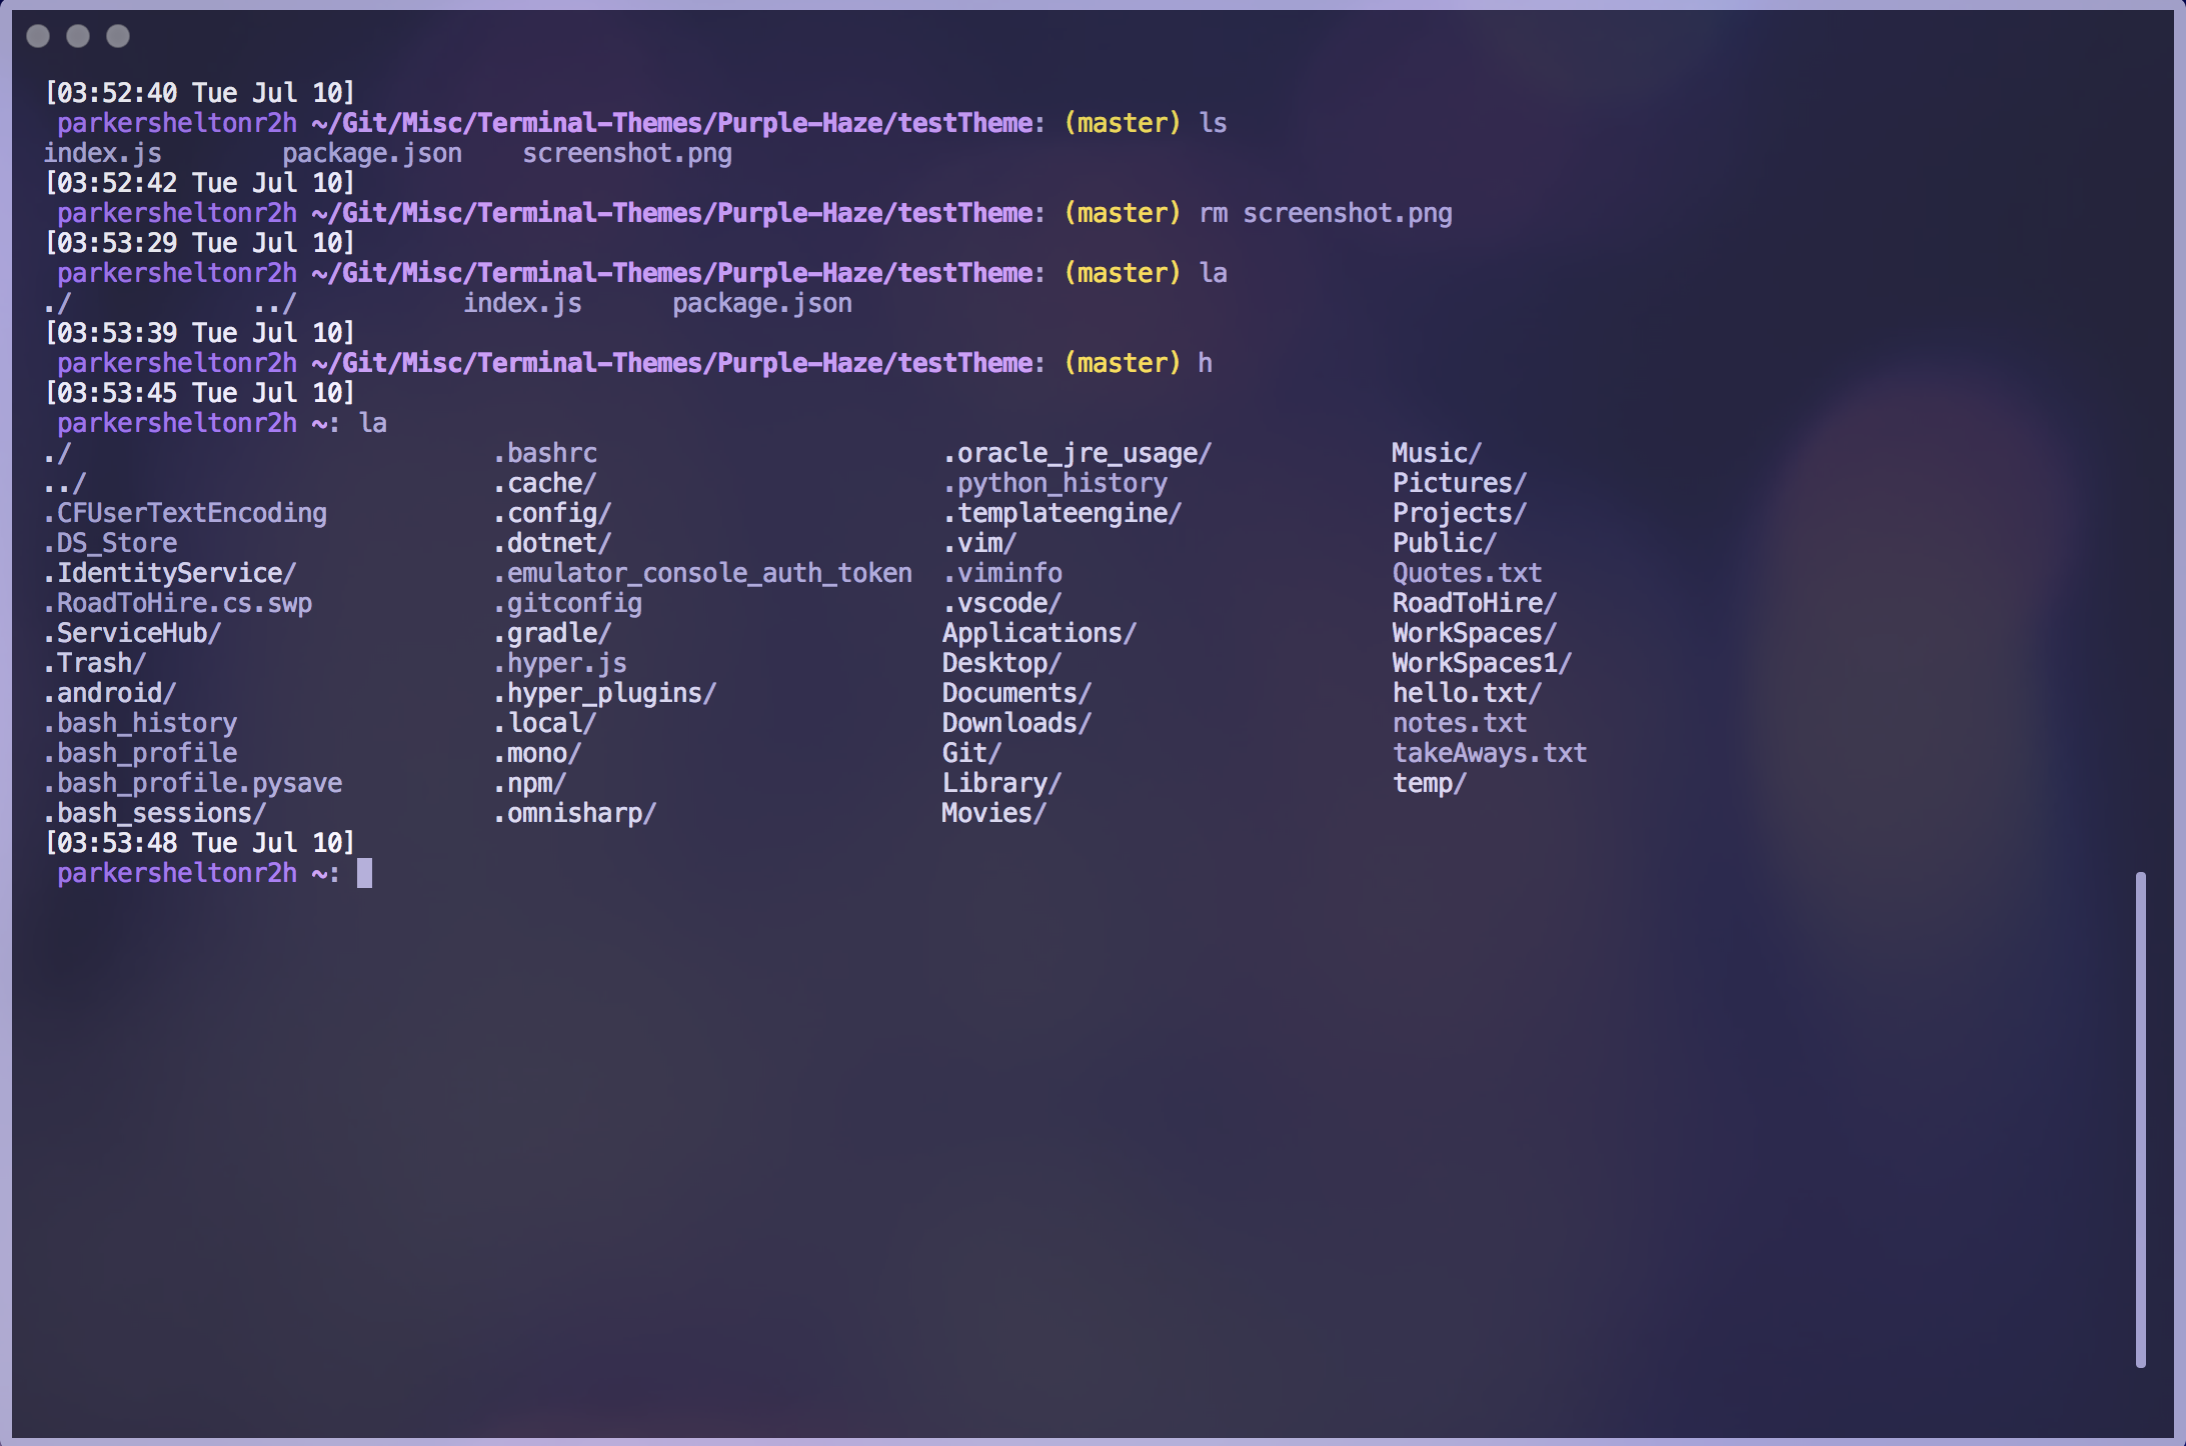 [03:52:40 Tue Jul 10]
 parkersheltonr2h ~/Git/Misc/Terminal-Themes/Purple-Haze/testTheme: (master) ls
index.js        package.json    screenshot.png
[03:52:42 Tue Jul 10]
 parkersheltonr2h ~/Git/Misc/Terminal-Themes/Purple-Haze/testTheme: (master) rm screenshot.png
[03:53:29 Tue Jul 10]
 parkersheltonr2h ~/Git/Misc/Terminal-Themes/Purple-Haze/testTheme: (master) la
./            ../           index.js      package.json
[03:53:39 Tue Jul 10]
 parkersheltonr2h ~/Git/Misc/Terminal-Themes/Purple-Haze/testTheme: (master) h
[03:53:45 Tue Jul 10]
 parkersheltonr2h ~: la
./                            .bashrc                       .oracle_jre_usage/            Music/
../                           .cache/                       .python_history               Pictures/
.CFUserTextEncoding           .config/                      .templateengine/              Projects/
.DS_Store                     .dotnet/                      .vim/                         Public/
.IdentityService/             .emulator_console_auth_token  .viminfo                      Quotes.txt
.RoadToHire.cs.swp            .gitconfig                    .vscode/                      RoadToHire/
.ServiceHub/                  .gradle/                      Applications/                 WorkSpaces/
.Trash/                       .hyper.js                     Desktop/                      WorkSpaces1/
.android/                     .hyper_plugins/               Documents/                    hello.txt/
.bash_history                 .local/                       Downloads/                    notes.txt
.bash_profile                 .mono/                        Git/                          takeAways.txt
.bash_profile.pysave          .npm/                         Library/                      temp/
.bash_sessions/               .omnisharp/                   Movies/
[03:53:48 Tue Jul 10]
 parkersheltonr2h ~: